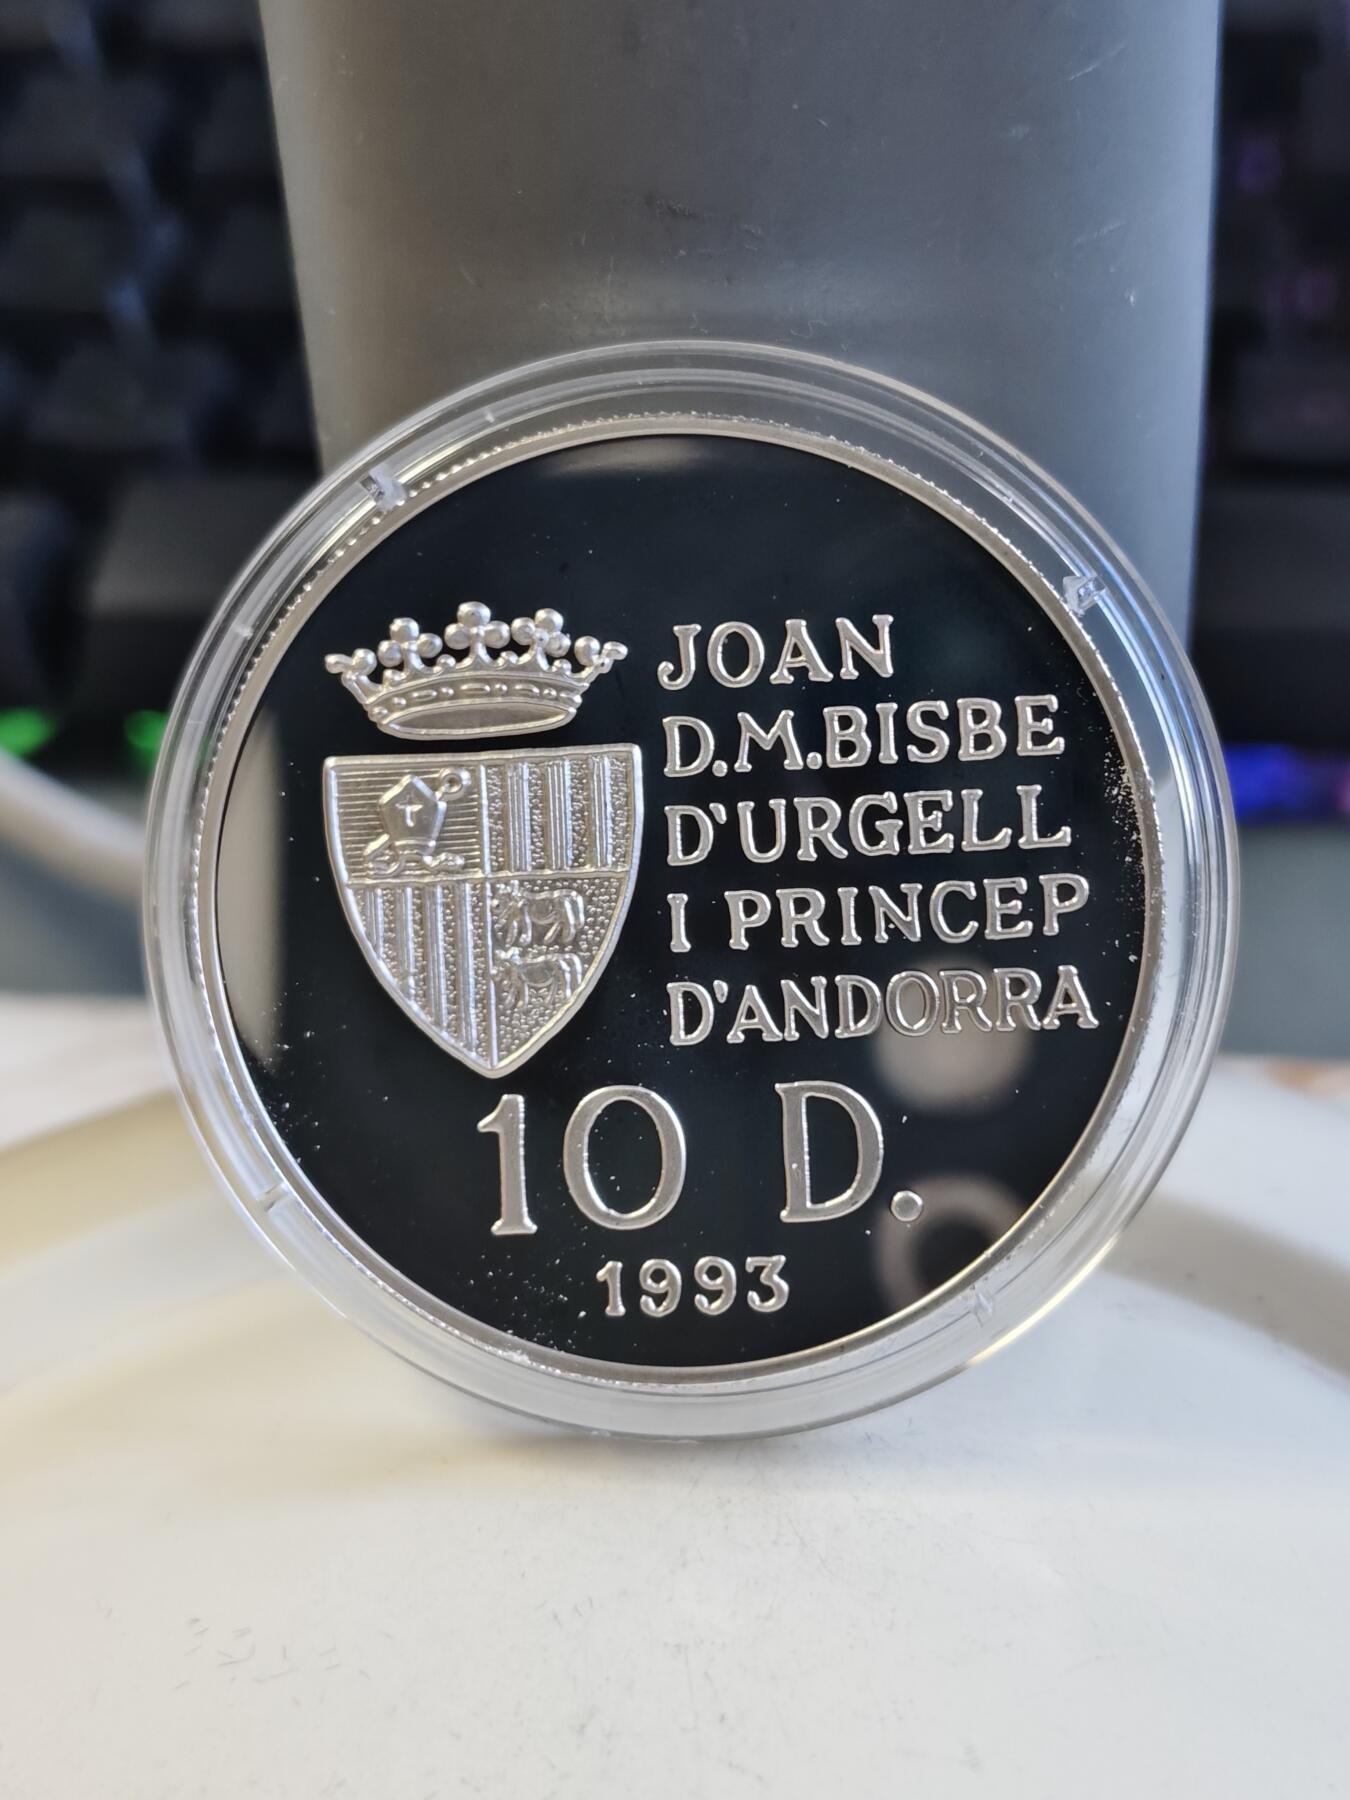 JOAN
D.M.BISBE
D'URGELL
I PRINCEP
D'ANDORRA
10 D.
1993